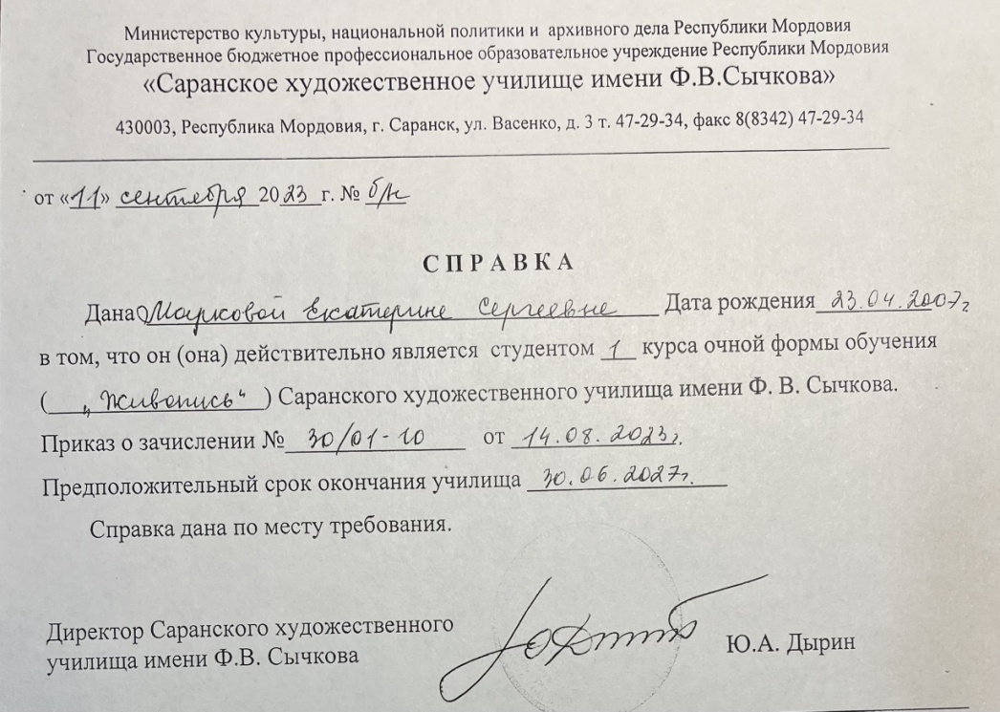 Министерство культуры, национальной политики и архивного дела Республики Мордовия
Государственное бюджетное профессиональное образовательное учреждение Республики Мордовия
«Саранское художественное училище имени Ф.В.Сычкова»
430003, Республика Мордовия, г. Саранск, ул. Васенко, д. 3 т. 47-29-34, факс 8(8342) 47-29-34
от «11» сентября 2023 г. № б/н
СПРАВКА
Дана Марковой Екатерине Сергеевне Дата рождения 23.04.2007г
в том, что он (она) действительно является студентом 1 курса очной формы обучения
( „Живопись“ ) Саранского художественного училища имени Ф. В. Сычкова.
Приказ о зачислении № 30/01-10 от 14.08.2023г.
Предположительный срок окончания училища 30.06.2027г.
Справка дана по месту требования.
Директор Саранского художественного
училища имени Ф.В. Сычкова Ю.А. Дырин